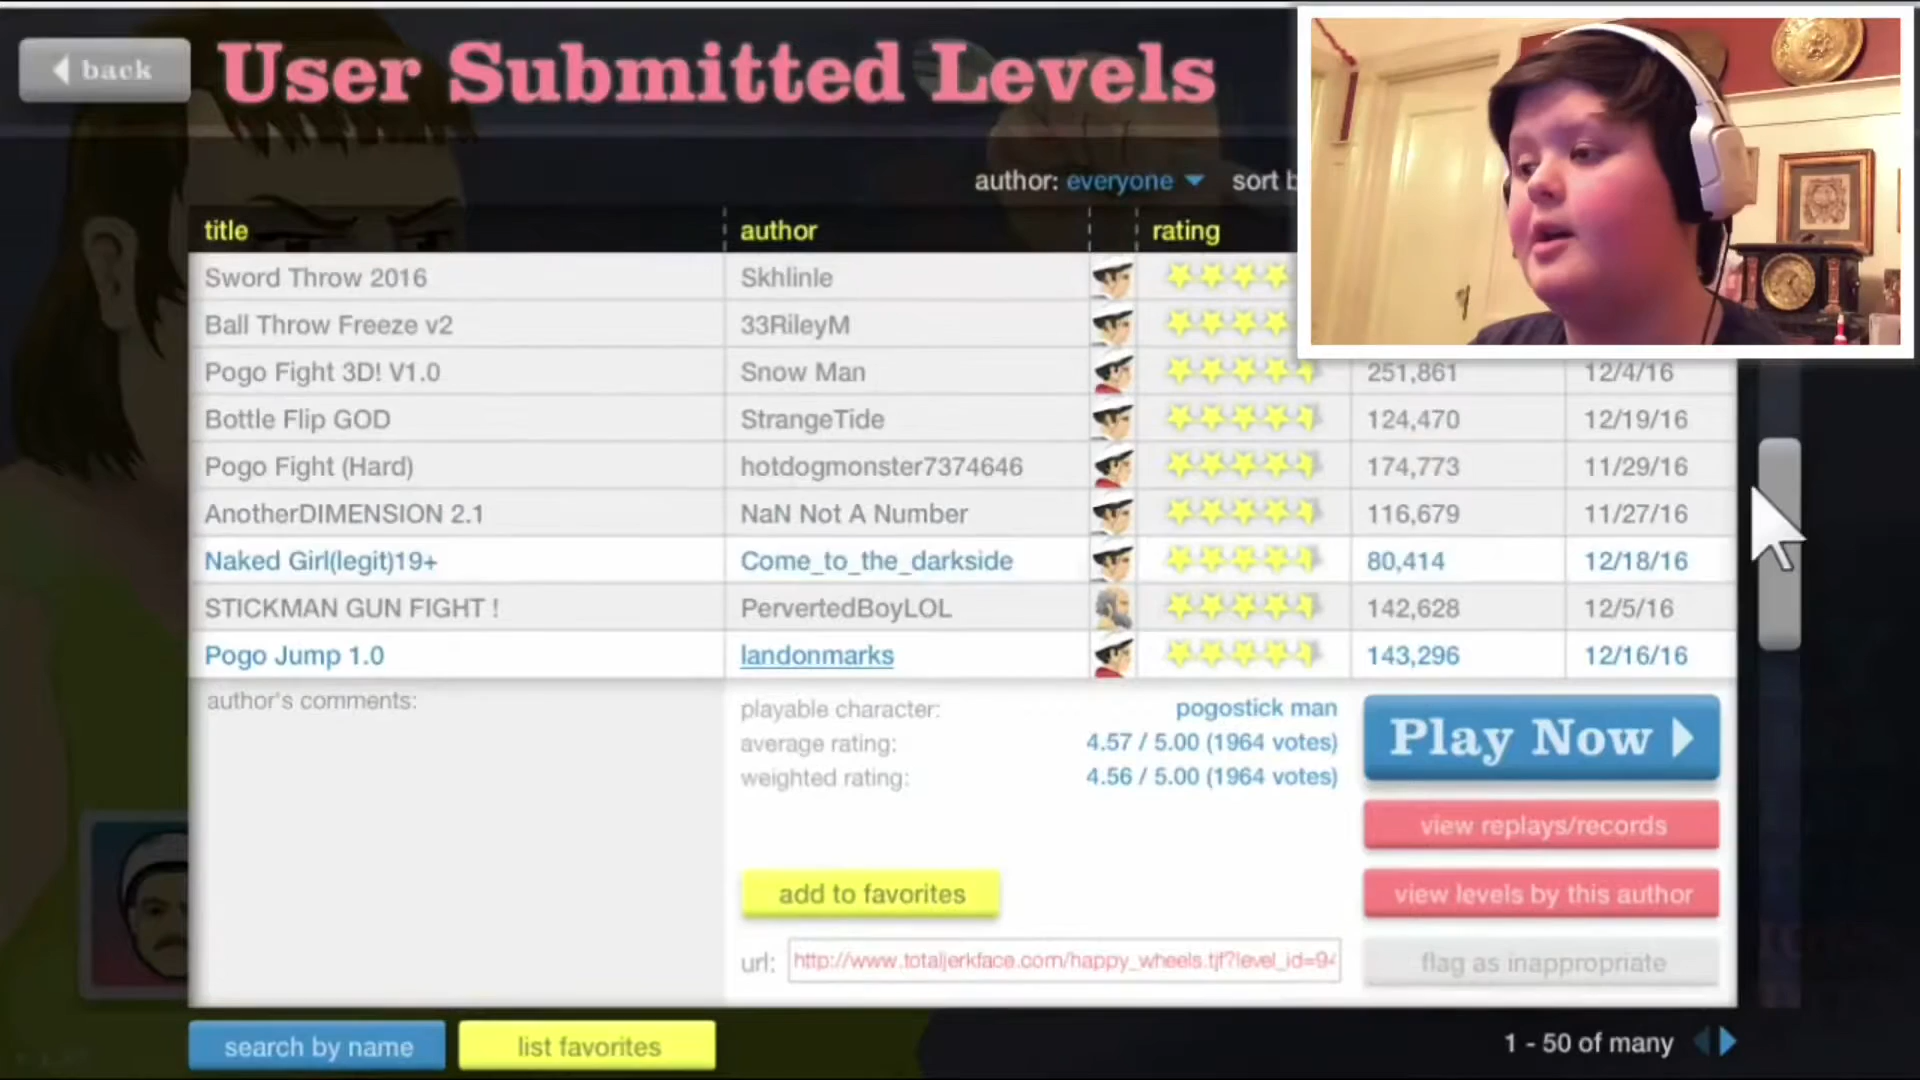 back
User Submitted Levels
author: everyone
sort b
title author rating
Sword Throw 2016 Skhlinle
Ball Throw Freeze v2 33RileyM
Pogo Fight 3D! V1.0 Snow Man 251,861 12/4/16
Bottle Flip GOD StrangeTide 124,470 12/19/16
Pogo Fight (Hard) hotdogmonster7374646 174,773 11/29/16
AnotherDIMENSION 2.1 NaN Not A Number 116,679 11/27/16
Naked Girl(legit)19+ Come_to_the_darkside 80,414 12/18/16
STICKMAN GUN FIGHT ! PervertedBoyLOL 142,628 12/5/16
Pogo Jump 1.0 landonmarks 143,296 12/16/16
author's comments:
playable character: pogostick man
average rating: 4.57 / 5.00 (1964 votes)
weighted rating: 4.56 / 5.00 (1964 votes)
Play Now
view replays/records
add to favorites
view levels by this author
url: http://www.totaljerkface.com/happy_wheels.tjf?level_id=94
flag as inappropriate
search by name
list favorites
1 - 50 of many